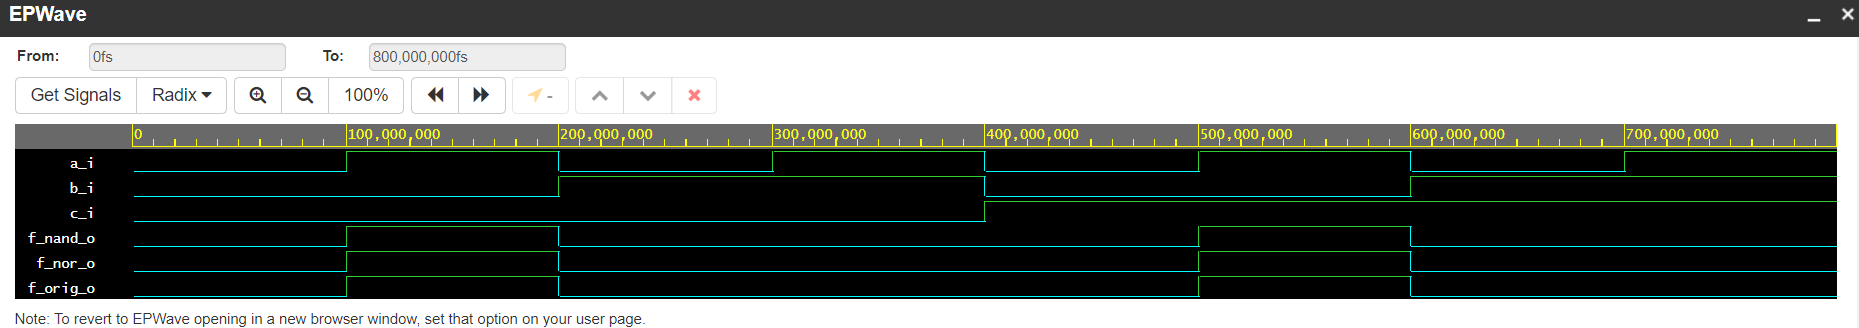 EPWave
From: 0fs To: 800,000,000fs
Get Signals Radix 100% -
0 100,000,000 200,000,000 300,000,000 400,000,000 500,000,000 600,000,000 700,000,000
a_i
b_i
c_i
f_nand_o
f_nor_o
f_orig_o
Note: To revert to EPWave opening in a new browser window, set that option on your user page.